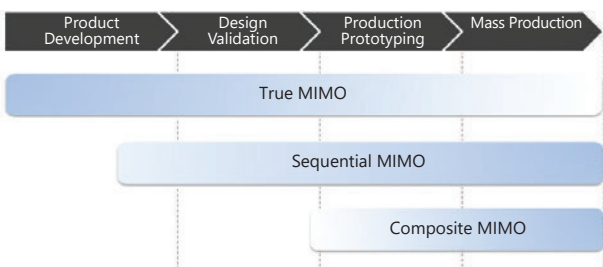 Product
Development
Design
Validation
Production
Prototyping
Mass Production
True MIMO
Sequential MIMO
Composite MIMO